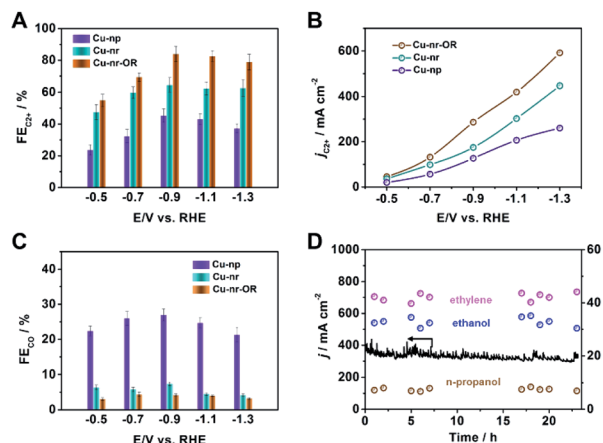 A
Cu-np
Cu-nr
Cu-nr-OR
FEC2+ / %
100
80
60
40
20
0
-0.5 -0.7 -0.9 -1.1 -1.3
E/V vs. RHE
B
Cu-nr-OR
Cu-nr
Cu-np
jC2+ / mA cm-2
600
400
200
0
-0.5 -0.7 -0.9 -1.1 -1.3
E/V vs. RHE
C
Cu-np
Cu-nr
Cu-nr-OR
FECO / %
40
30
20
10
0
-0.5 -0.7 -0.9 -1.1 -1.3
E/V vs. RHE
D
j / mA cm-2
1000
900
800
700
600
500
400
300
200
100
0
60
40
20
0
ethylene
ethanol
n-propanol
0 5 10 15 20
Time / h